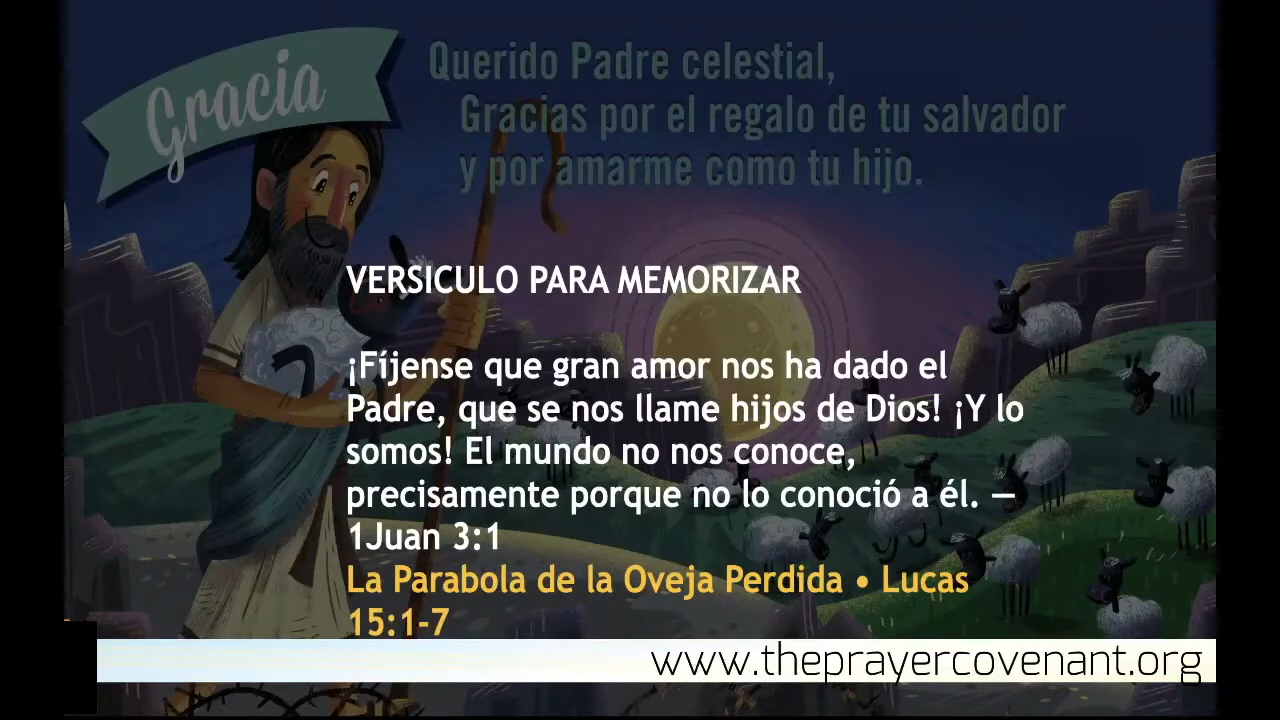 Gracia
Querido Padre celestial,
Gracias por el regalo de tu salvador
y por amarme como tu hijo.
VERSICULO PARA MEMORIZAR
¡Fíjense que gran amor nos ha dado el
Padre, que se nos llame hijos de Dios! ¡Y lo
somos! El mundo no nos conoce,
precisamente porque no lo conoció a él. —
1Juan 3:1
La Parabola de la Oveja Perdida • Lucas
15:1-7
www.theprayercovenant.org